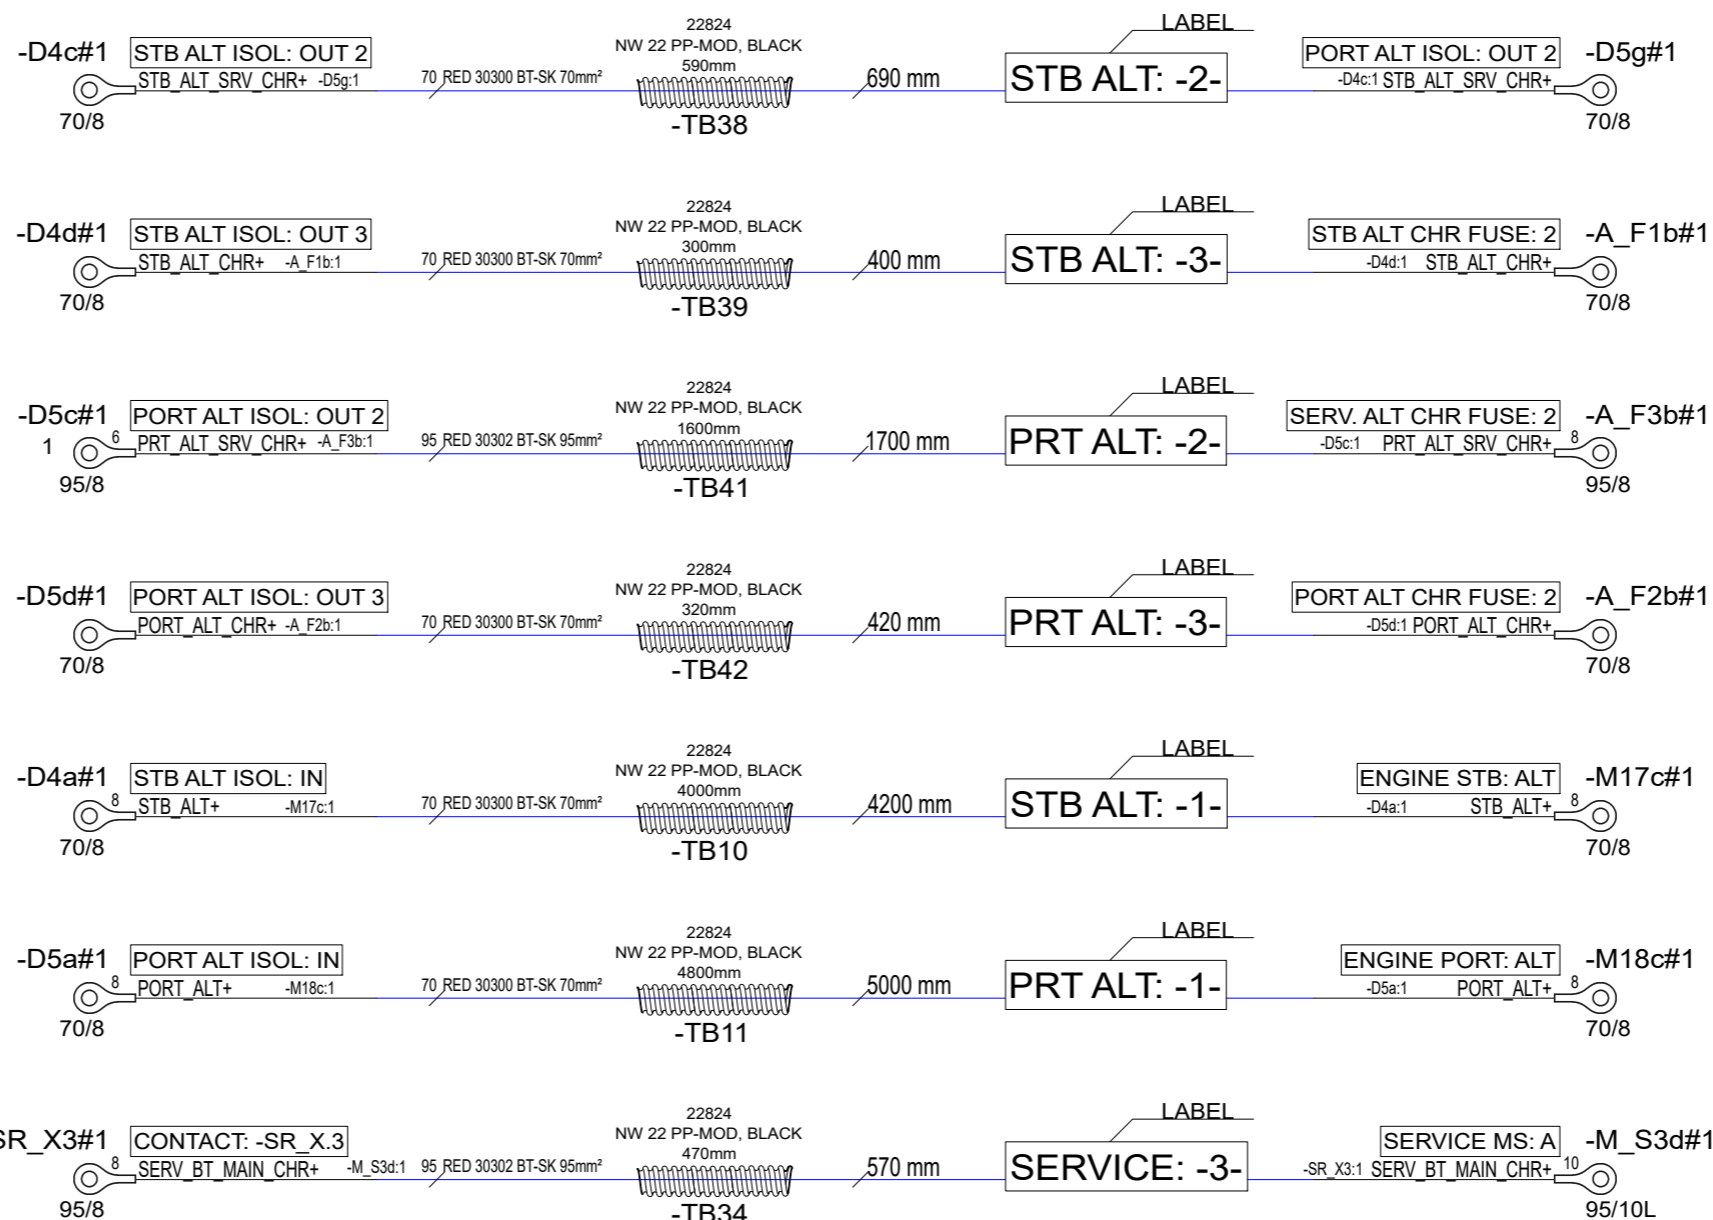 22824
LABEL
-D4c#1 STB ALT ISOL: OUT 2 NW 22 PP-MOD, BLACK PORT ALT ISOL: OUT 2 -D5g#1
590mm
STB_ALT_SRV_CHR+ -D5g:1 70 RED 30300 BT-SK 70mm² 690 mm STB ALT: -2- -D4c:1 STB_ALT_SRV_CHR+
70/8 -TB38 70/8
22824
LABEL
-D4d#1 STB ALT ISOL: OUT 3 NW 22 PP-MOD, BLACK STB ALT CHR FUSE: 2 -A_F1b#1
300mm
STB_ALT_CHR+ -A_F1b:1 70 RED 30300 BT-SK 70mm² 400 mm STB ALT: -3- -D4d:1 STB_ALT_CHR+
70/8 -TB39 70/8
22824
LABEL
-D5c#1 PORT ALT ISOL: OUT 2 NW 22 PP-MOD, BLACK SERV. ALT CHR FUSE: 2 -A_F3b#1
1600mm
1 6 PRT_ALT_SRV_CHR+ -A_F3b:1 95 RED 30302 BT-SK 95mm² 1700 mm PRT ALT: -2- -D5c:1 PRT_ALT_SRV_CHR+ 8
95/8 -TB41 95/8
22824
LABEL
-D5d#1 PORT ALT ISOL: OUT 3 NW 22 PP-MOD, BLACK PORT ALT CHR FUSE: 2 -A_F2b#1
320mm
PORT_ALT_CHR+ -A_F2b:1 70 RED 30300 BT-SK 70mm² 420 mm PRT ALT: -3- -D5d:1 PORT_ALT_CHR+
70/8 -TB42 70/8
22824
LABEL
-D4a#1 STB ALT ISOL: IN NW 22 PP-MOD, BLACK ENGINE STB: ALT -M17c#1
4000mm
8 STB_ALT+ -M17c:1 70 RED 30300 BT-SK 70mm² 4200 mm STB ALT: -1- -D4a:1 STB_ALT+ 8
70/8 -TB10 70/8
22824
LABEL
-D5a#1 PORT ALT ISOL: IN NW 22 PP-MOD, BLACK ENGINE PORT: ALT -M18c#1
4800mm
8 PORT_ALT+ -M18c:1 70 RED 30300 BT-SK 70mm² 5000 mm PRT ALT: -1- -D5a:1 PORT_ALT+ 8
70/8 -TB11 70/8
22824
LABEL
SR_X3#1 CONTACT: -SR_X.3 NW 22 PP-MOD, BLACK SERVICE MS: A -M_S3d#1
470mm
8 SERV_BT_MAIN_CHR+ -M_S3d:1 95 RED 30302 BT-SK 95mm² 570 mm SERVICE: -3- -SR_X3:1 SERV_BT_MAIN_CHR+ 10
95/8 -TB34 95/10L